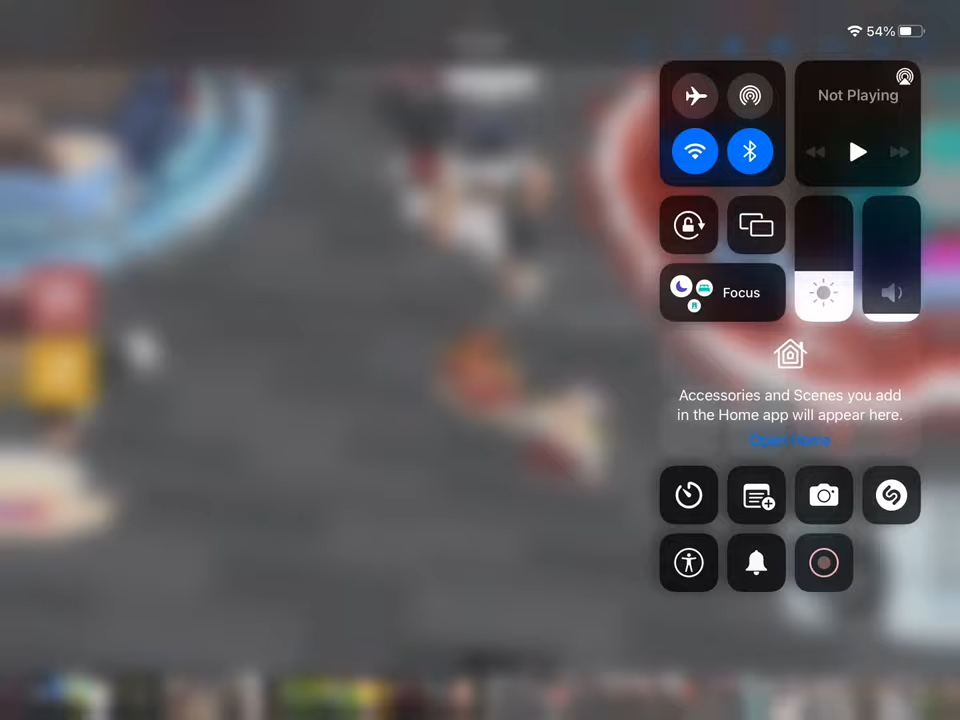 54%
Not Playing
Focus
Accessories and Scenes you add
in the Home app will appear here.
Open Home